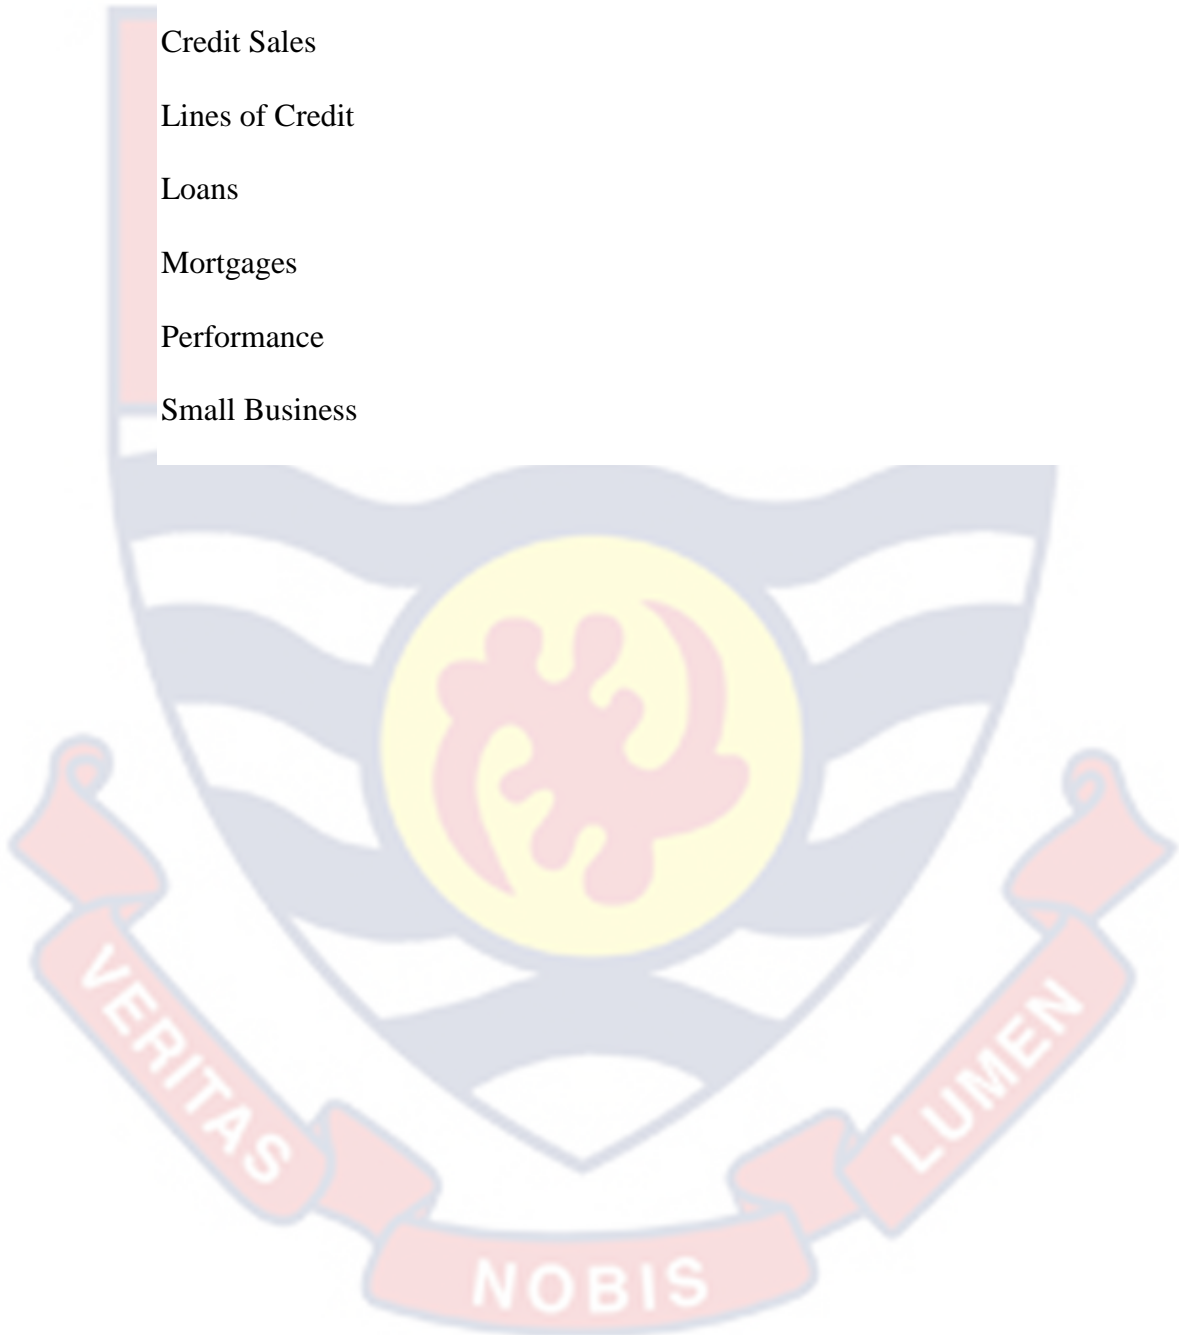 Credit Sales
Lines of Credit
Loans
Mortgages
Performance
Small Business
VERITAS
NOBIS
LUMEN